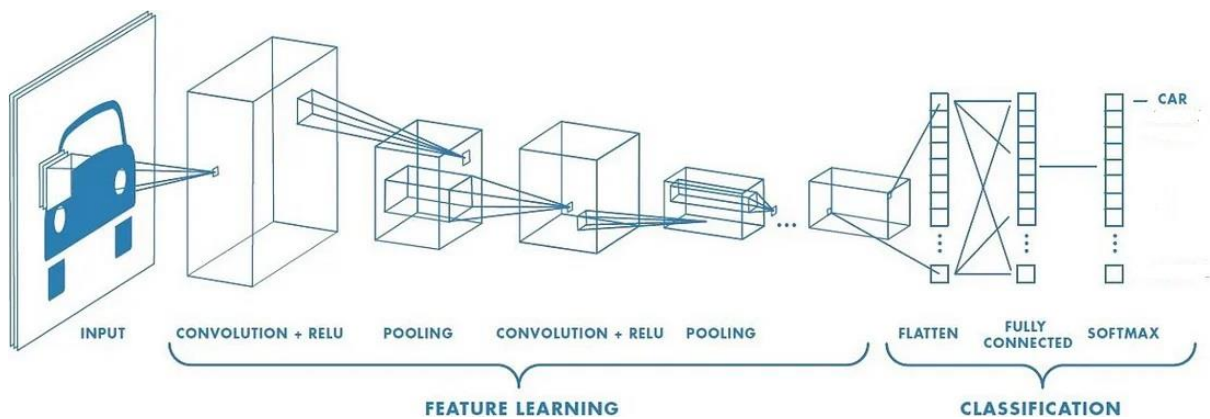 — CAR
INPUT
CONVOLUTION + RELU
POOLING
CONVOLUTION + RELU
POOLING
...
FLATTEN
FULLY
CONNECTED
SOFTMAX
FEATURE LEARNING
CLASSIFICATION